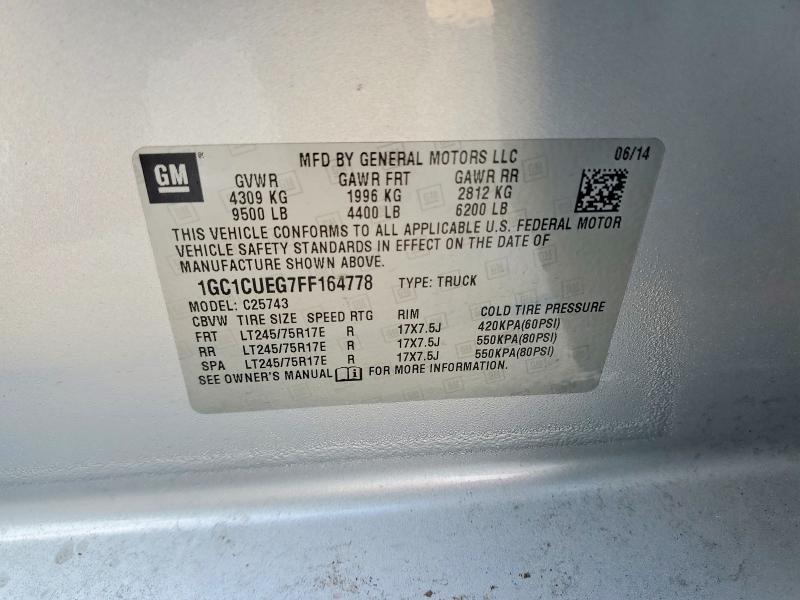 GM
MFD BY GENERAL MOTORS LLC 06/14
GVWR GAWR FRT GAWR RR
4309 KG 1996 KG 2812 KG
9500 LB 4400 LB 6200 LB
THIS VEHICLE CONFORMS TO ALL APPLICABLE U.S. FEDERAL MOTOR
VEHICLE SAFETY STANDARDS IN EFFECT ON THE DATE OF
MANUFACTURE SHOWN ABOVE.
1GC1CUEG7FF164778 TYPE: TRUCK
MODEL: C25743
CBVW TIRE SIZE SPEED RTG RIM COLD TIRE PRESSURE
FRT LT245/75R17E R 17X7.5J 420KPA(60PSI)
RR LT245/75R17E R 17X7.5J 550KPA(80PSI)
SPA LT245/75R17E R 17X7.5J 550KPA(80PSI)
SEE OWNER'S MANUAL FOR MORE INFORMATION.